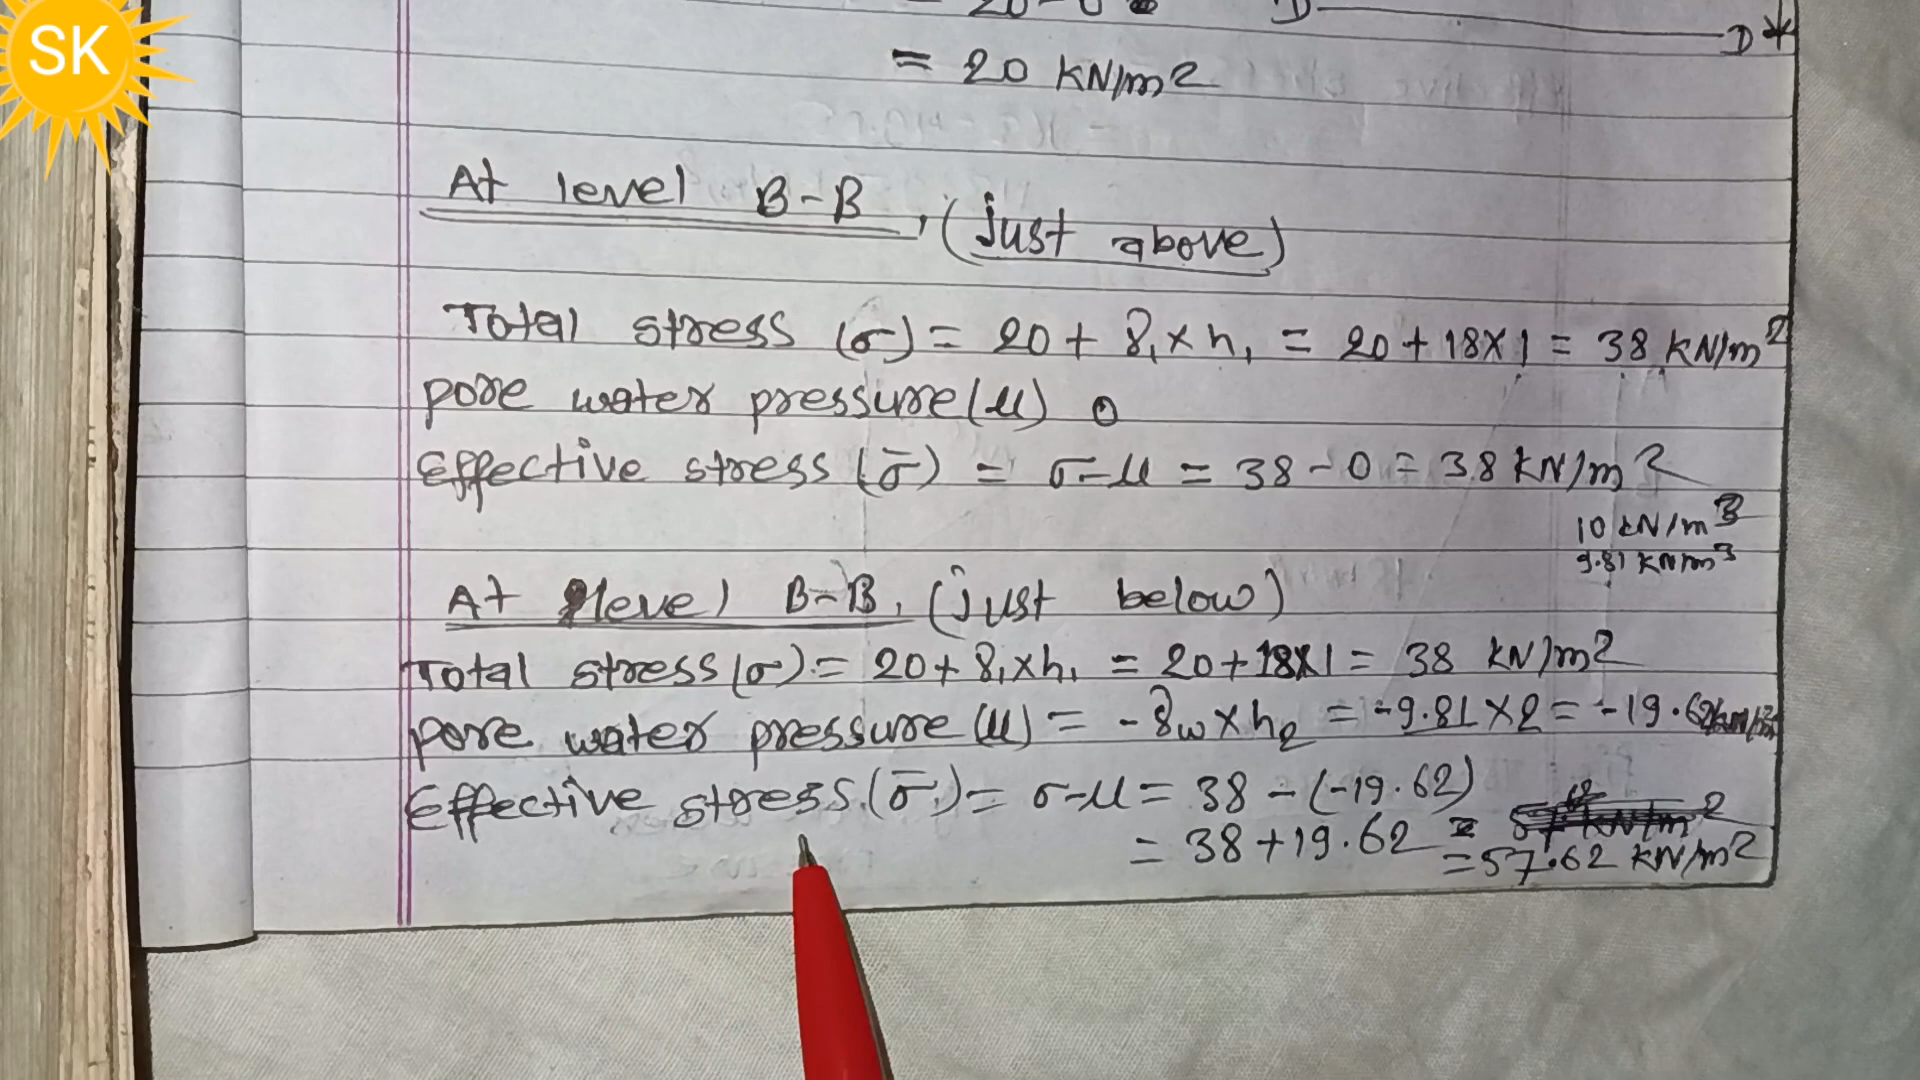 SK
D D
= 20 KN/m2
At level B-B, (just above)
Total stress (σ) = 20 + 8₁ × h₁ = 20 + 18 × 1 = 38 KN/m2
pore water pressure (u) 0
Effective stress (σ̄) = σ-u = 38 - 0 = 38 KN/m2
10 KN/m3
9.81 KN/m3
At level B-B, (just below)
Total stress (σ) = 20 + 8₁ × h₁ = 20 + 18 × 1 = 38 KN/m2
pore water pressure (u) = -8w × h2 = -9.81 × 2 = -19.62
Effective stress (σ̄) = σ-u = 38 - (-19.62)
= 38 + 19.62 =
= 57.62 KN/m2